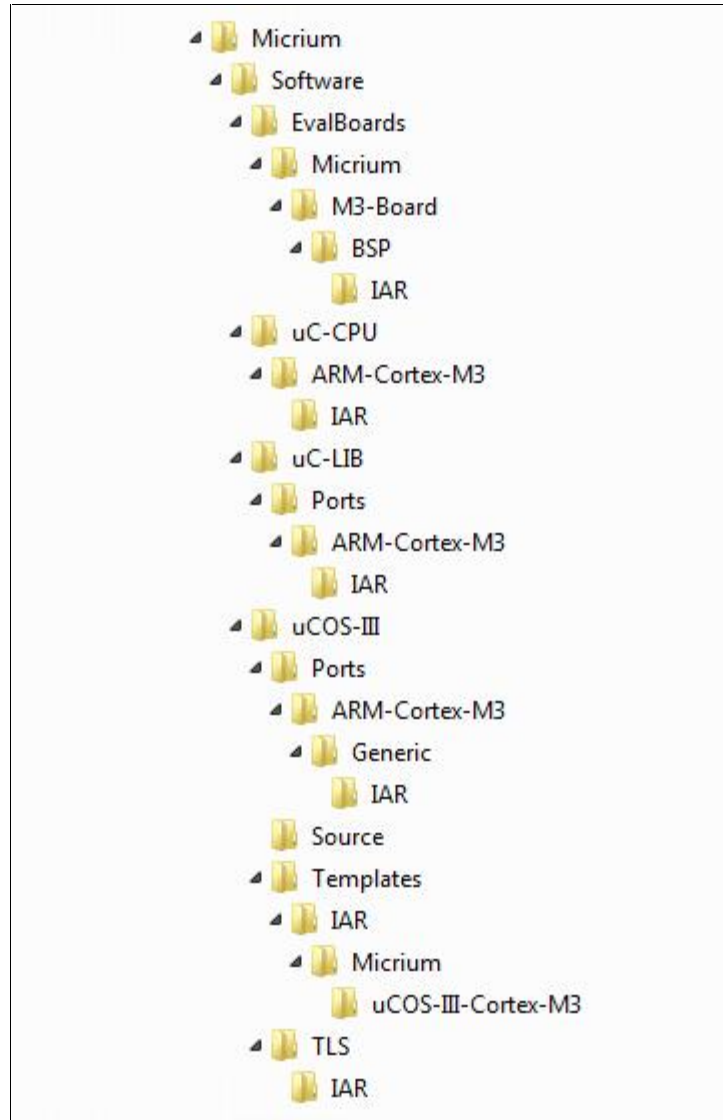 Micrium
Software
EvalBoards
Micrium
M3-Board
BSP
IAR
uC-CPU
ARM-Cortex-M3
IAR
uC-LIB
Ports
ARM-Cortex-M3
IAR
uCOS-III
Ports
ARM-Cortex-M3
Generic
IAR
Source
Templates
IAR
Micrium
uCOS-III-Cortex-M3
TLS
IAR